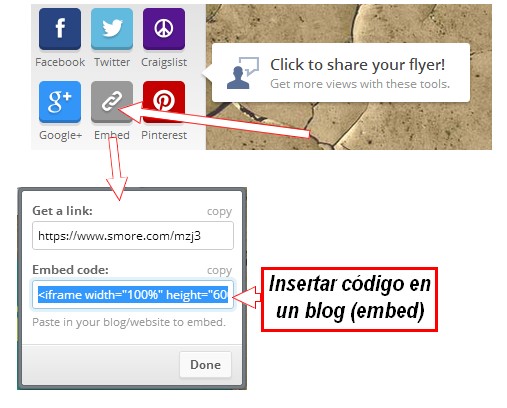 Facebook Twitter Craigslist
Click to share your flyer!
Get more views with these tools.
g+
Google+ Embed Pinterest
Get a link: copy
https://www.smore.com/mzj3
Embed code: copy
<iframe width="100%" height="60
Paste in your blog/website to embed.
Done
Insertar código en
un blog (embed)